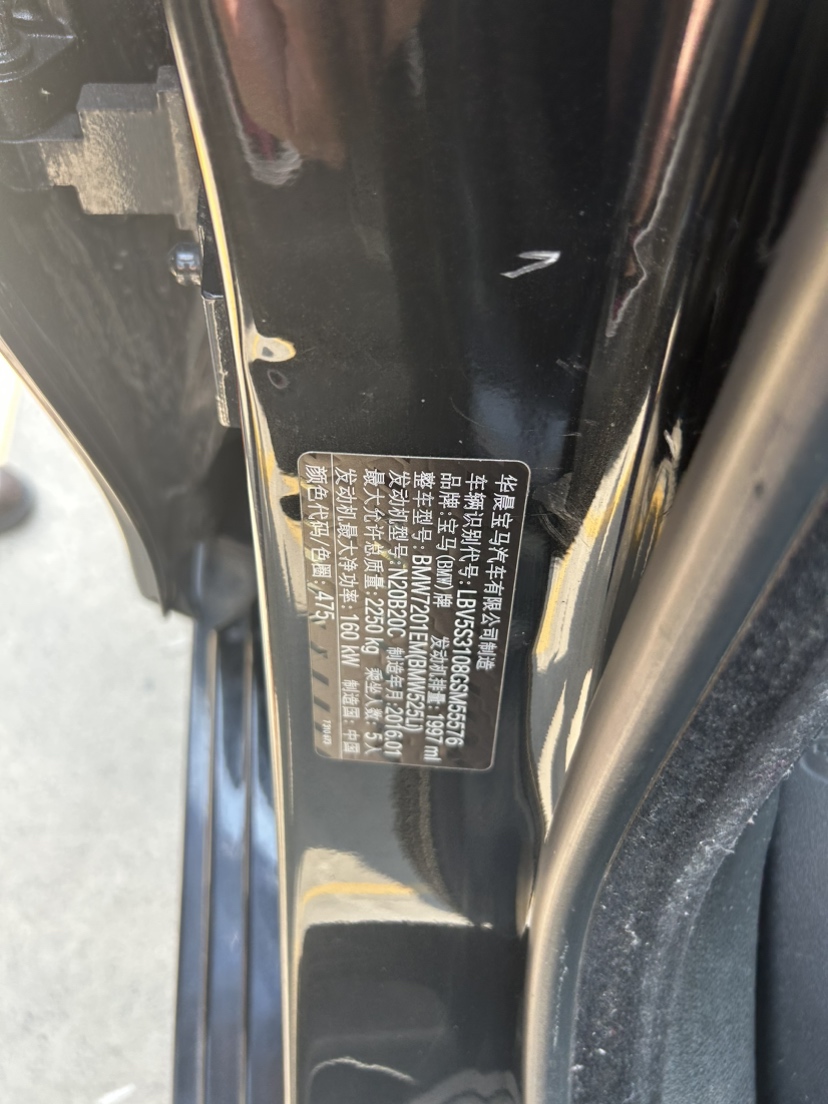 华晨宝马汽车有限公司制造
车辆识别代号:LBV5S3108GSM55576
品牌:宝马(BMW)牌 发动机排量:1997 ml
整车型号:BMW7201EM(BMW525Li)
发动机型号:N20B20C 制造年月:2016.01
最大允许总质量:2250 kg 乘坐人数:5人
发动机最大净功率:160 kW 制造国:中国
颜色代码/色圈:475